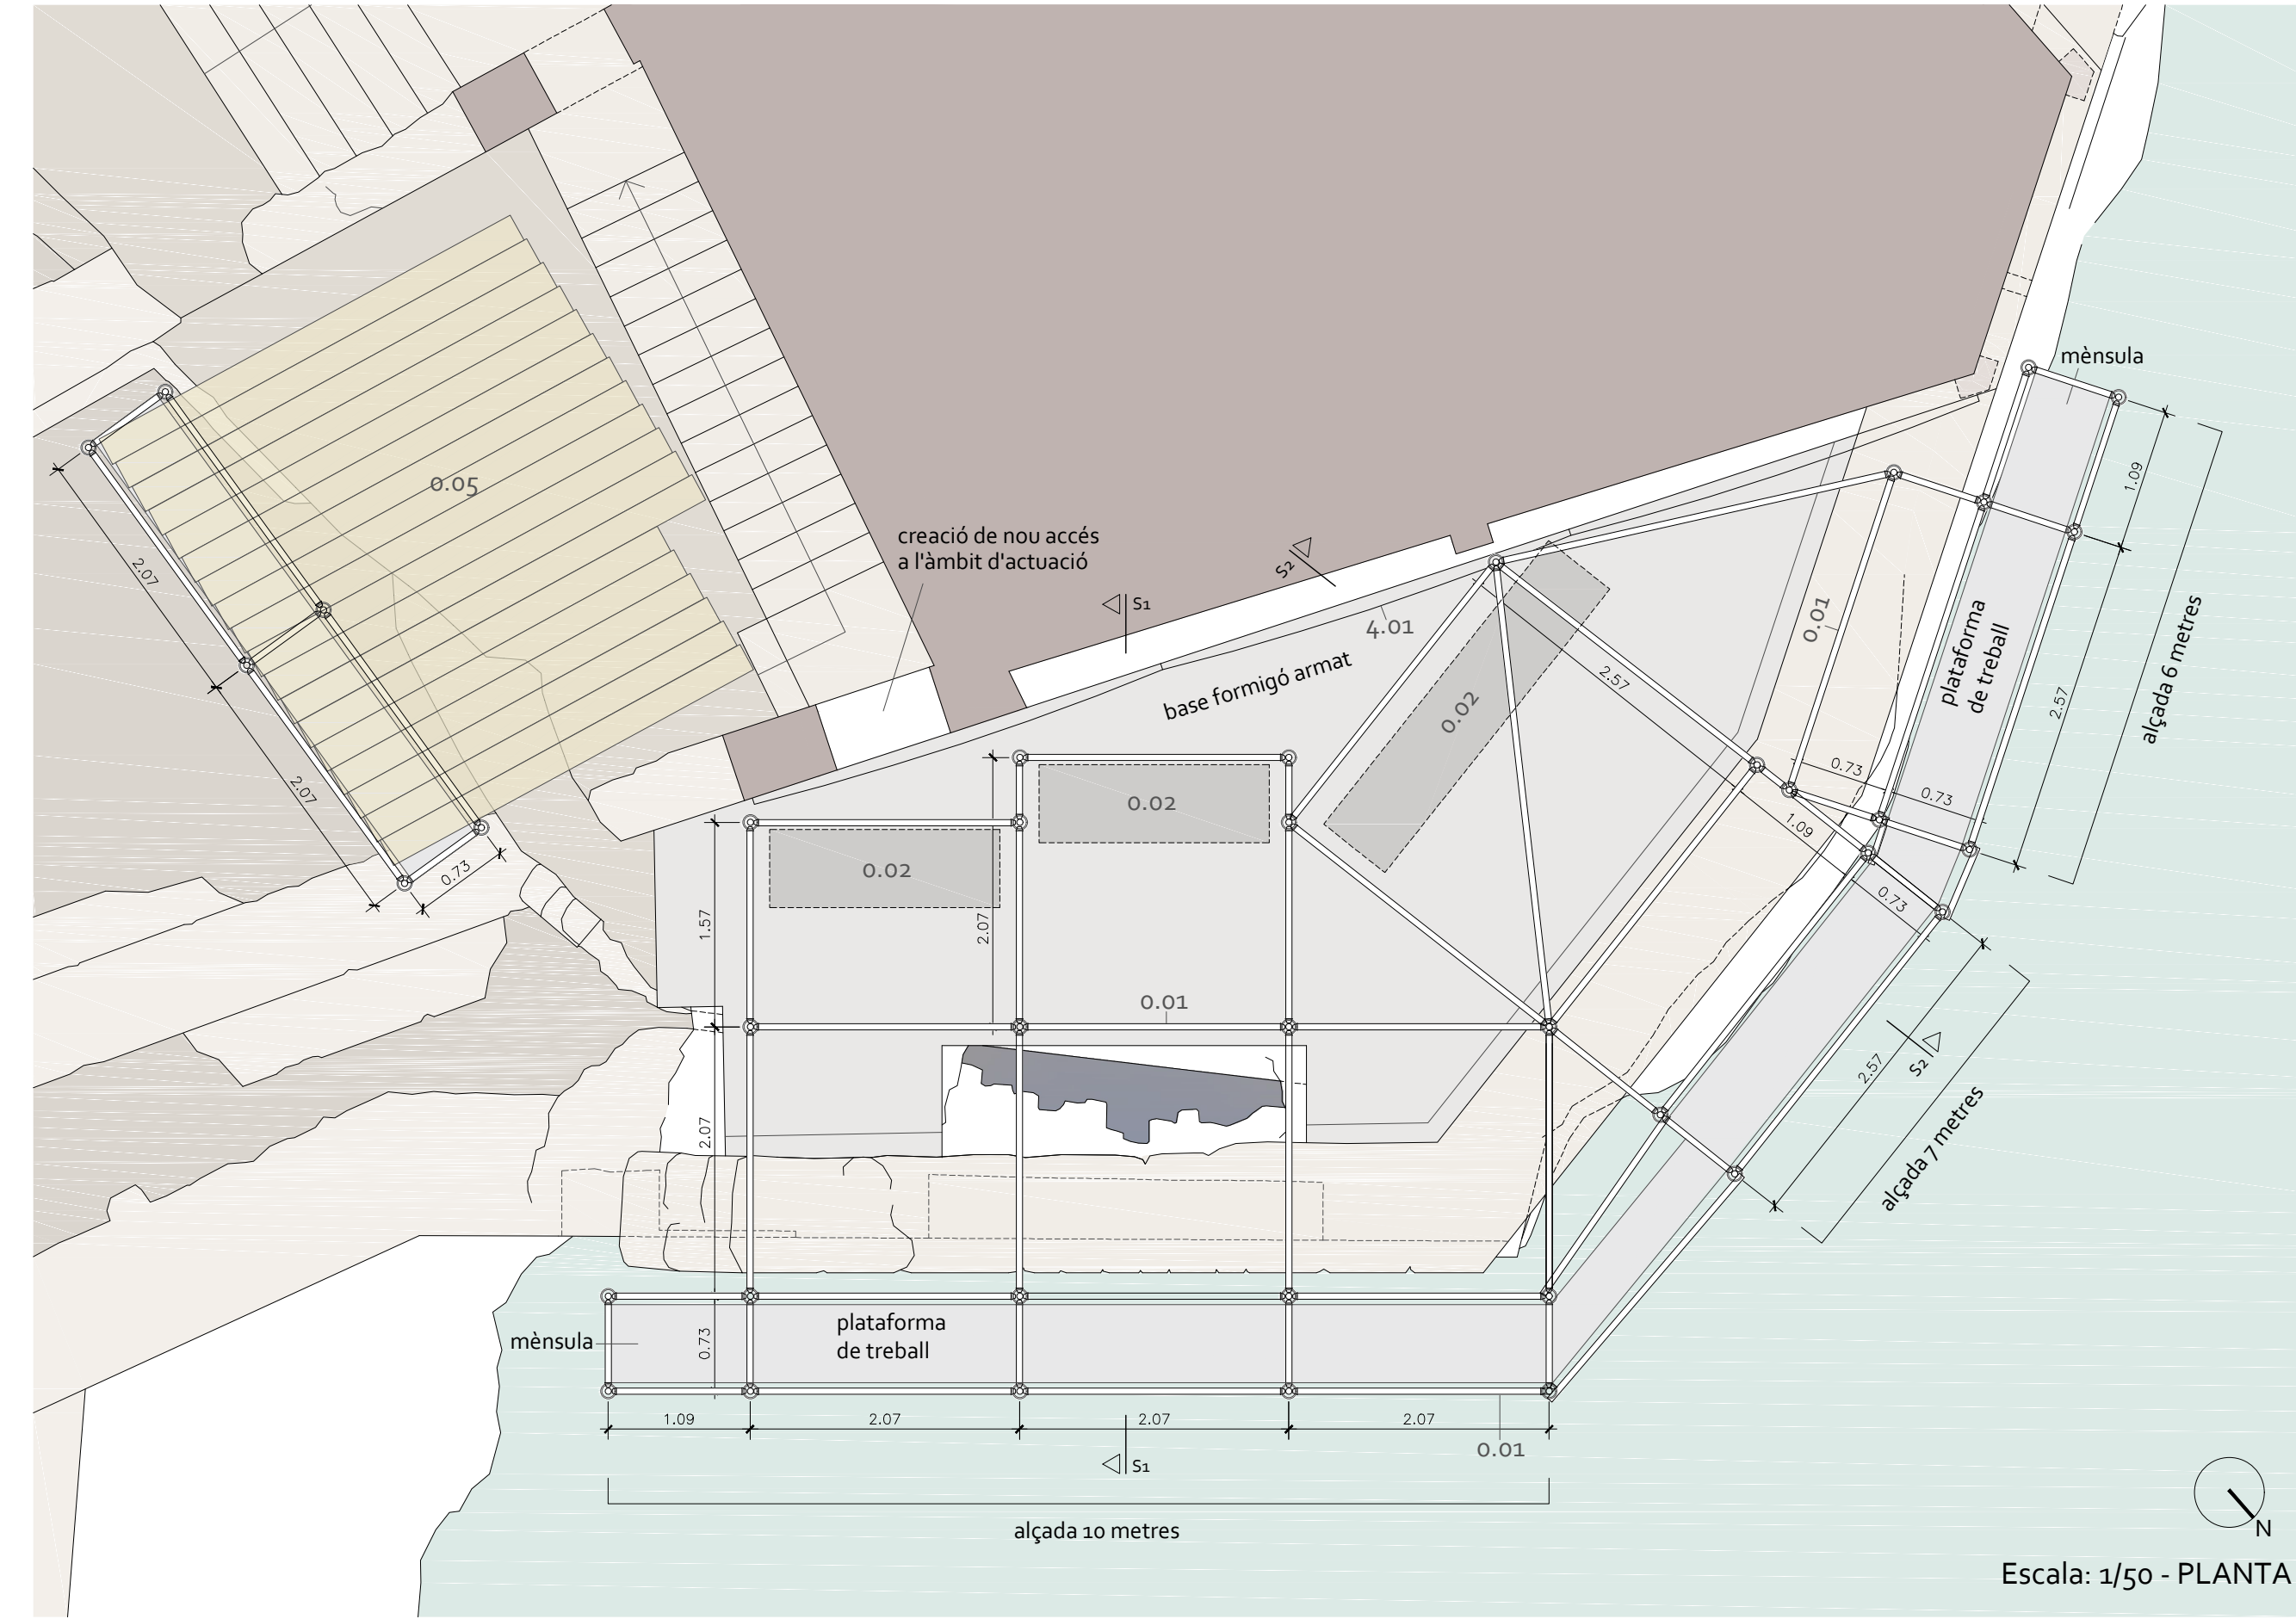 mènsula
1.09
0.05
creació de nou accés
a l'àmbit d'actuació
S2
S1
4.01
0.01
2.07
base formigó armat
plataforma
de treball
alçada 6 metres
2.57
0.02
2.57
0.73
0.73
0.02
2.07
1.09
0.02
0.73
0.73
1.57
2.07
0.01
2.57
S2
alçada 7 metres
2.07
mènsula
0.73
plataforma
de treball
1.09
2.07
2.07
2.07
0.01
S1
alçada 10 metres
N
Escala: 1/50 - PLANTA